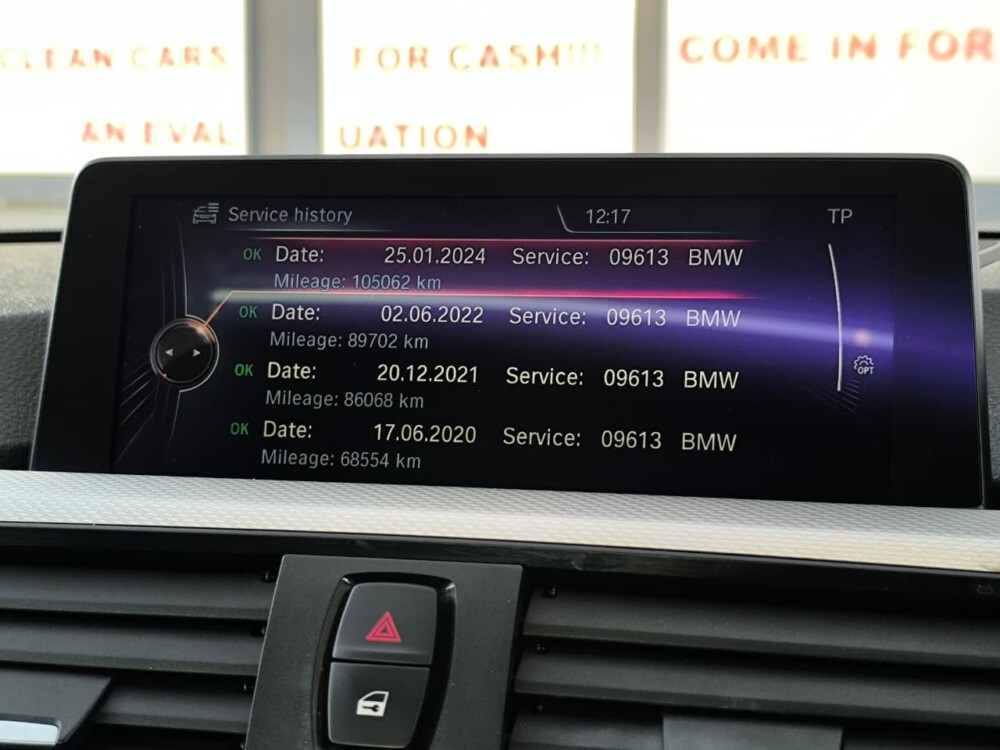 CLEAN CARS FOR CASH!!! COME IN FOR
AN EVAL UATION
Service history 12:17 TP
OK Date: 25.01.2024 Service: 09613 BMW
Mileage: 105062 km
OK Date: 02.06.2022 Service: 09613 BMW
Mileage: 89702 km
OPT
OK Date: 20.12.2021 Service: 09613 BMW
Mileage: 86068 km
OK Date: 17.06.2020 Service: 09613 BMW
Mileage: 68554 km